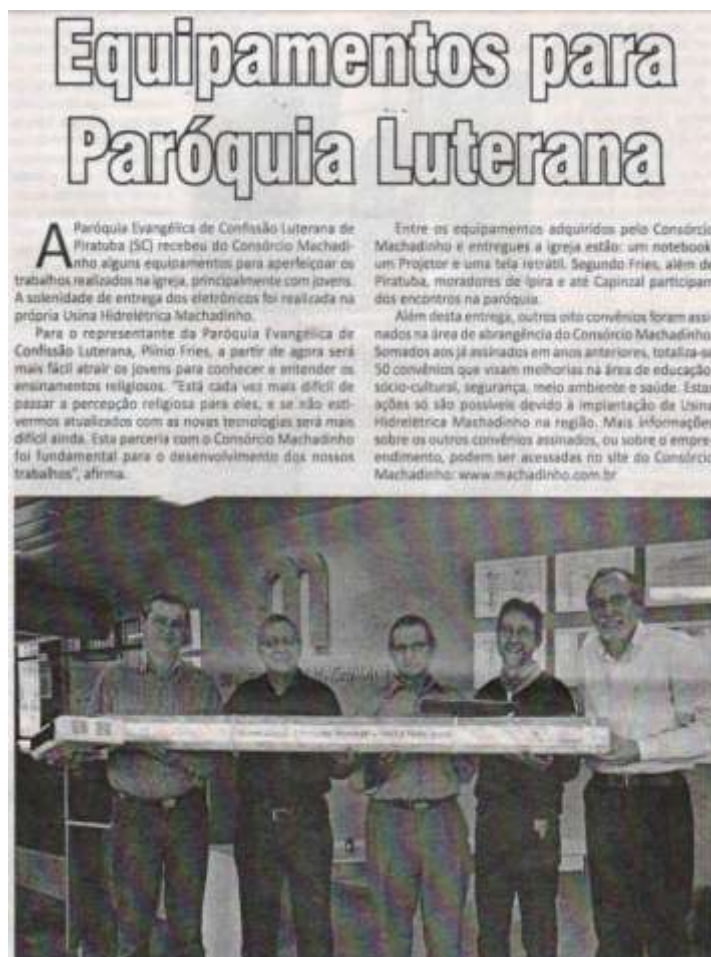 Equipamentos para
Paróquia Luterana
A Paróquia Evangélica de Confissão Luterana de
Piratuba (SC) recebeu do Consórcio Machadi-
nho alguns equipamentos para aperfeiçoar os
trabalhos realizados na igreja, principalmente com jovens.
A solenidade de entrega dos eletrônicos foi realizada na
própria Usina Hidrelétrica Machadinho.
Para o representante da Paróquia Evangélica de
Confissão Luterana, Plínio Fries, a partir de agora será
mais fácil atrair os jovens para conhecer e entender os
ensinamentos religiosos. "Está cada vez mais difícil de
passar a percepção religiosa para eles, e se não esti-
vermos atualizados com as novas tecnologias será mais
difícil ainda. Esta parceria com o Consórcio Machadinho
foi fundamental para o desenvolvimento dos nossos
trabalhos", afirma.
Entre os equipamentos adquiridos pelo Consórcio
Machadinho e entregues a igreja estão: um notebook,
um Projetor e uma tela retrátil. Segundo Fries, além de
Piratuba, moradores de Ipira e até Capinzal participam
dos encontros na paróquia.
Além desta entrega, outros oito convênios foram assi-
nados na área de abrangência do Consórcio Machadinho.
Somados aos já assinados em anos anteriores, totaliza-se
50 convênios que visam melhorias na área de educação,
sócio-cultural, segurança, meio ambiente e saúde. Estas
ações só são possíveis devido à implantação da Usina
Hidrelétrica Machadinho na região. Mais informações
sobre os outros convênios assinados, ou sobre o empre-
endimento, podem ser acessadas no site do Consórcio
Machadinho: www.machadinho.com.br